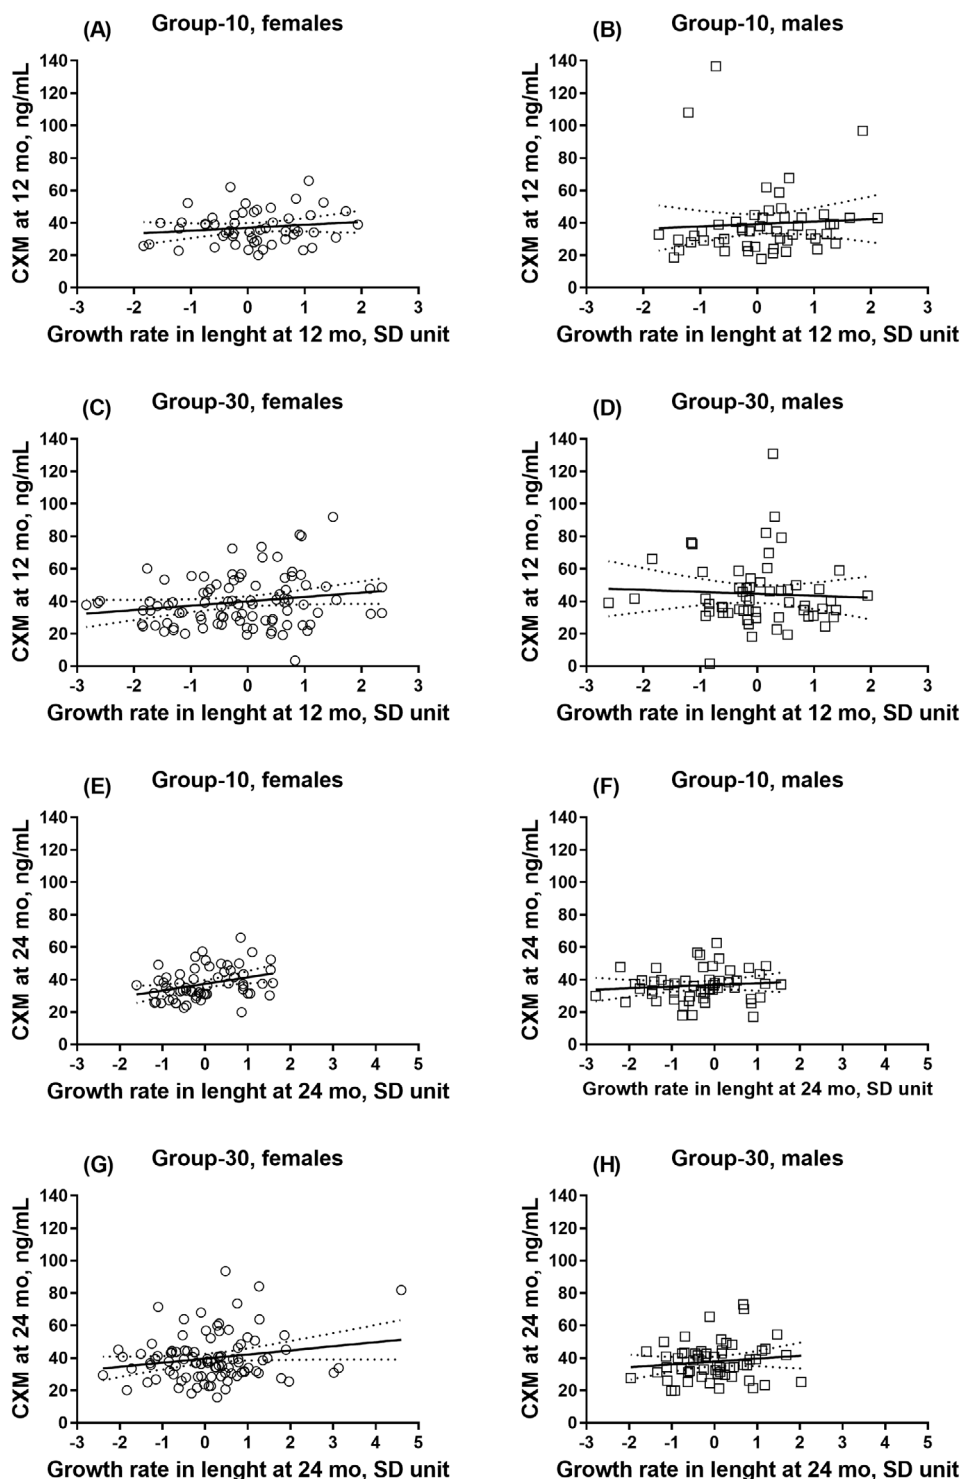 (A) Group-10, females
140
120
100
80
60
40
20
0
CXM at 12 mo, ng/mL
-3 -2 -1 0 1 2 3
Growth rate in lenght at 12 mo, SD unit
(B) Group-10, males
140
120
100
80
60
40
20
0
CXM at 12 mo, ng/mL
-3 -2 -1 0 1 2 3
Growth rate in lenght at 12 mo, SD unit
(C) Group-30, females
140
120
100
80
60
40
20
0
CXM at 12 mo, ng/mL
-3 -2 -1 0 1 2 3
Growth rate in lenght at 12 mo, SD unit
(D) Group-30, males
140
120
100
80
60
40
20
0
CXM at 12 mo, ng/mL
-3 -2 -1 0 1 2 3
Growth rate in lenght at 12 mo, SD unit
(E) Group-10, females
140
120
100
80
60
40
20
0
CXM at 24 mo, ng/mL
-3 -2 -1 0 1 2 3 4 5
Growth rate in lenght at 24 mo, SD unit
(F) Group-10, males
140
120
100
80
60
40
20
0
CXM at 24 mo, ng/mL
-3 -2 -1 0 1 2 3 4 5
Growth rate in lenght at 24 mo, SD unit
(G) Group-30, females
140
120
100
80
60
40
20
0
CXM at 24 mo, ng/mL
-3 -2 -1 0 1 2 3 4 5
Growth rate in lenght at 24 mo, SD unit
(H) Group-30, males
140
120
100
80
60
40
20
0
CXM at 24 mo, ng/mL
-3 -2 -1 0 1 2 3 4 5
Growth rate in lenght at 24 mo, SD unit